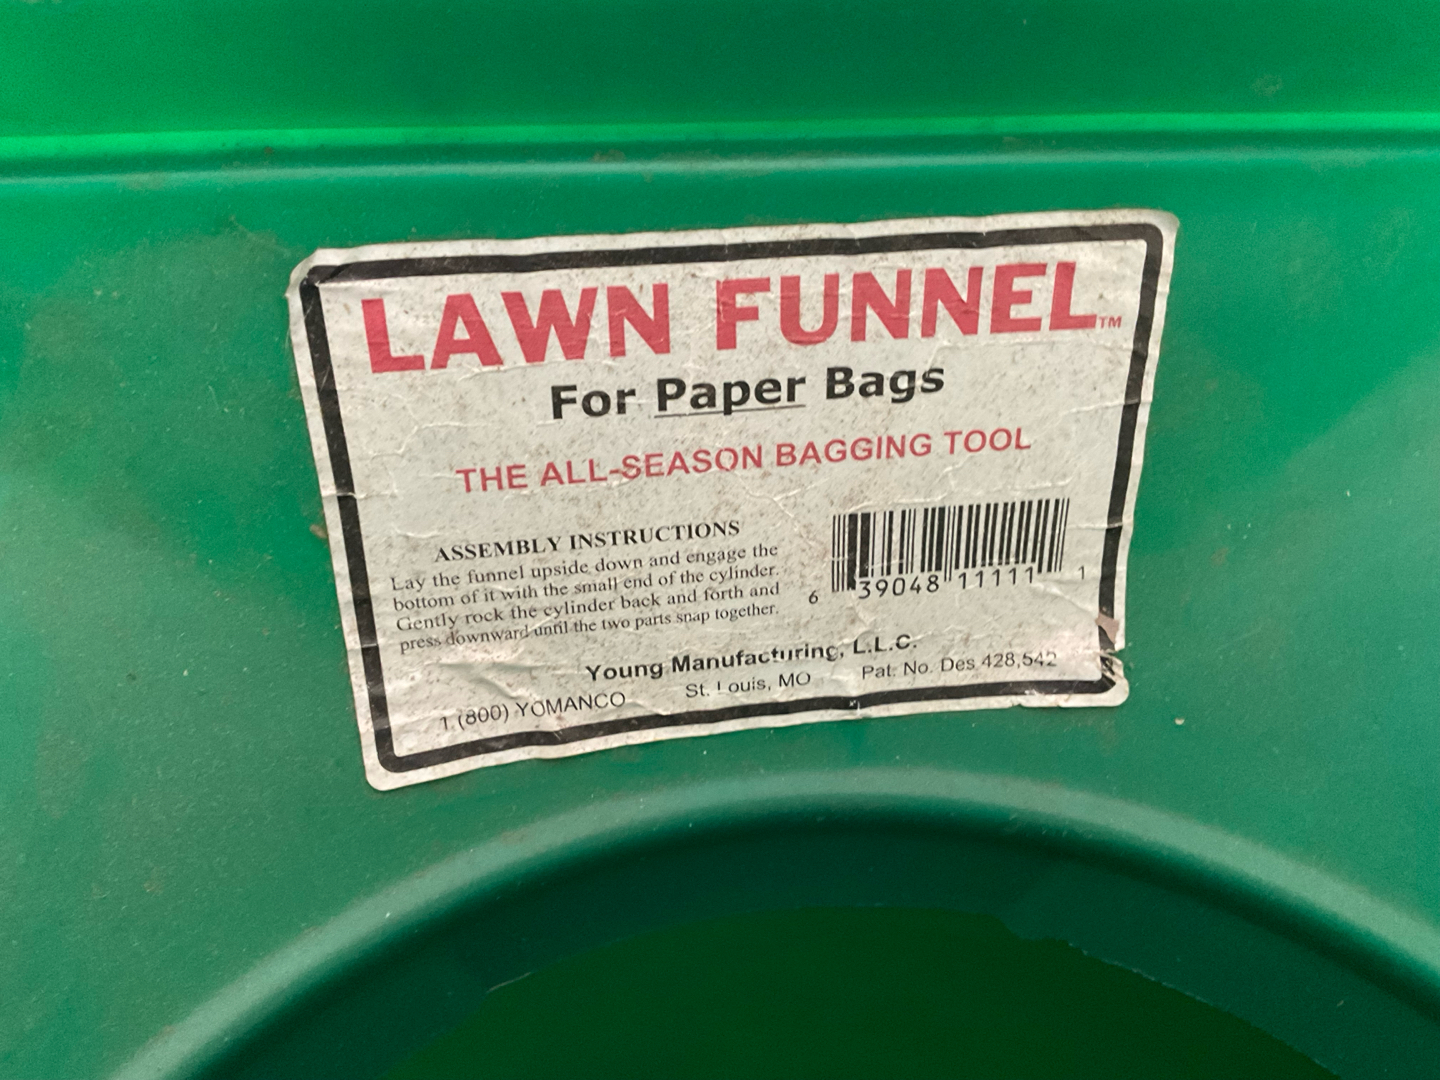 LAWN FUNNEL™
For Paper Bags
THE ALL-SEASON BAGGING TOOL
ASSEMBLY INSTRUCTIONS
Lay the funnel upside down and engage the
bottom of it with the small end of the cylinder.
Gently rock the cylinder back and forth and
press downward until the two parts snap together.
6 39048 11111 1
Young Manufacturing, L.L.C.
1 (800) YOMANCO St. Louis, MO Pat. No. Des 428,542